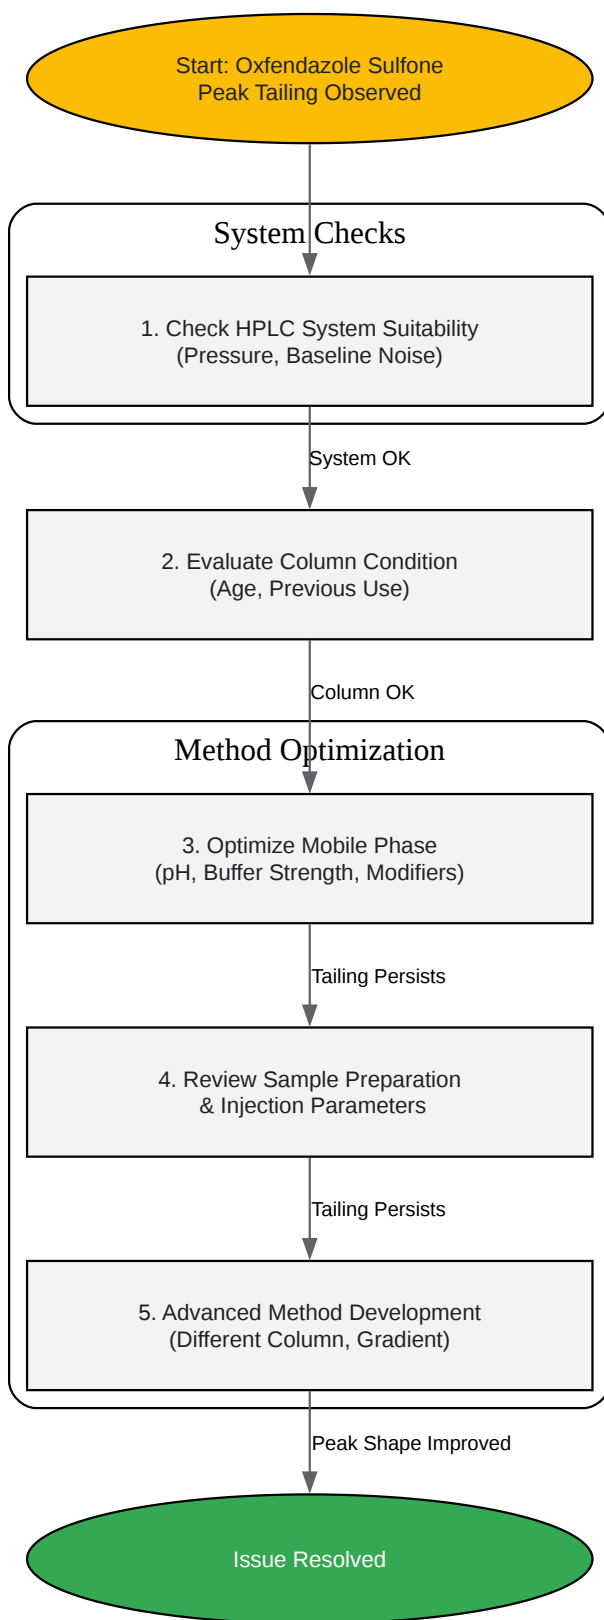 Start: Oxfendazole Sulfone
Peak Tailing Observed
System Checks
1. Check HPLC System Suitability
(Pressure, Baseline Noise)
System OK
2. Evaluate Column Condition
(Age, Previous Use)
Column OK
Method Optimization
3. Optimize Mobile Phase
(pH, Buffer Strength, Modifiers)
Tailing Persists
4. Review Sample Preparation
& Injection Parameters
Tailing Persists
5. Advanced Method Development
(Different Column, Gradient)
Peak Shape Improved
Issue Resolved